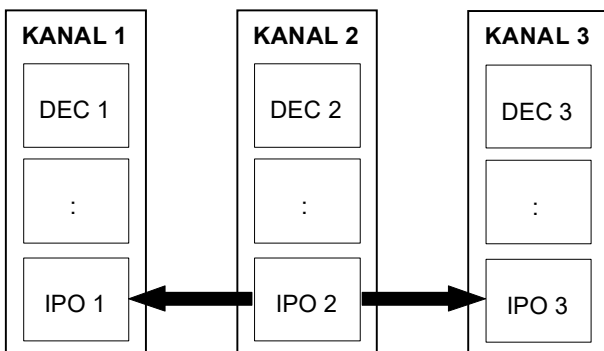 KANAL 1
DEC 1
:
IPO 1
KANAL 2
DEC 2
:
IPO 2
KANAL 3
DEC 3
:
IPO 3